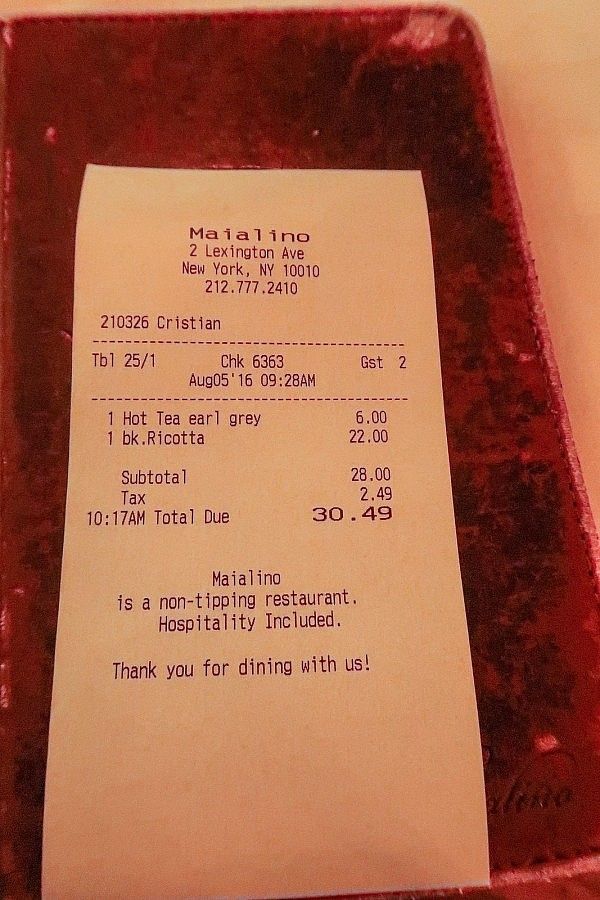 Maialino
2 Lexington Ave
New York, NY 10010
212.777.2410
210326 Cristian
Tbl 25/1 Chk 6363 Gst 2
Aug05'16 09:28AM
1 Hot Tea earl grey 6.00
1 bk.Ricotta 22.00
Subtotal 28.00
Tax 2.49
10:17AM Total Due 30.49
Maialino
is a non-tipping restaurant.
Hospitality Included.
Thank you for dining with us!